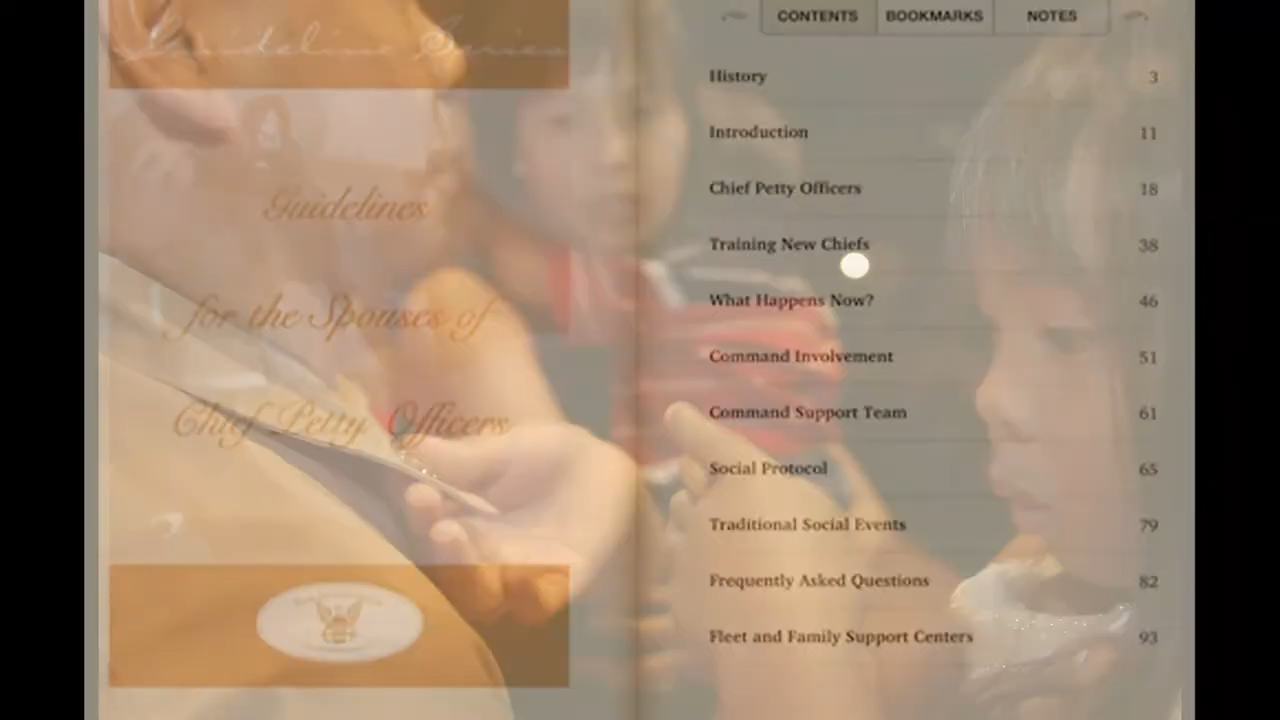 Guideline Series
Guidelines
for the Spouses of
Chief Petty Officers
CONTENTS
BOOKMARKS
NOTES
History 3
Introduction 11
Chief Petty Officers 18
Training New Chiefs 38
What Happens Now? 46
Command Involvement 51
Command Support Team 61
Social Protocol 65
Traditional Social Events 79
Frequently Asked Questions 82
Fleet and Family Support Centers 93